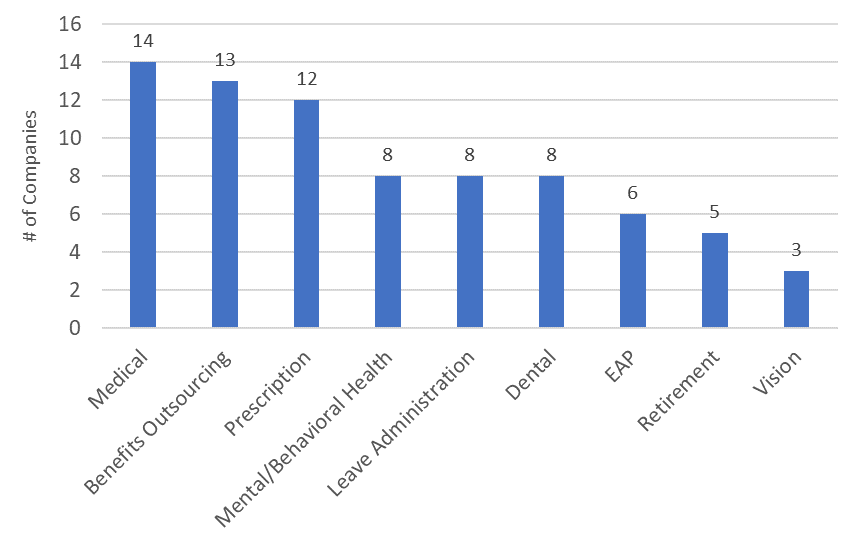 # of Companies
16
14
12
10
8
6
4
2
0
14
13
12
8
8
8
6
5
3
Medical
Benefits Outsourcing
Prescription
Mental/Behavioral Health
Leave Administration
Dental
EAP
Retirement
Vision